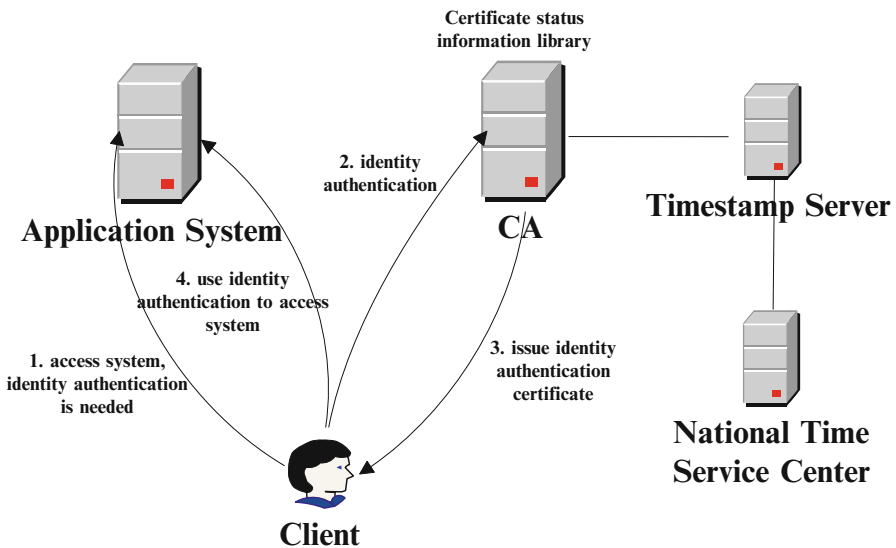 Certificate status
information library
2. identity
authentication
Application System
CA
Timestamp Server
4. use identity
authentication to access
system
1. access system,
identity authentication
is needed
3. issue identity
authentication
certificate
National Time
Service Center
Client